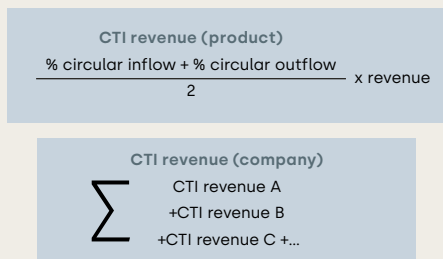 CTI revenue (product)
% circular inflow + % circular outflow
2
x revenue
CTI revenue (company)
∑
CTI revenue A
+CTI revenue B
+CTI revenue C +...